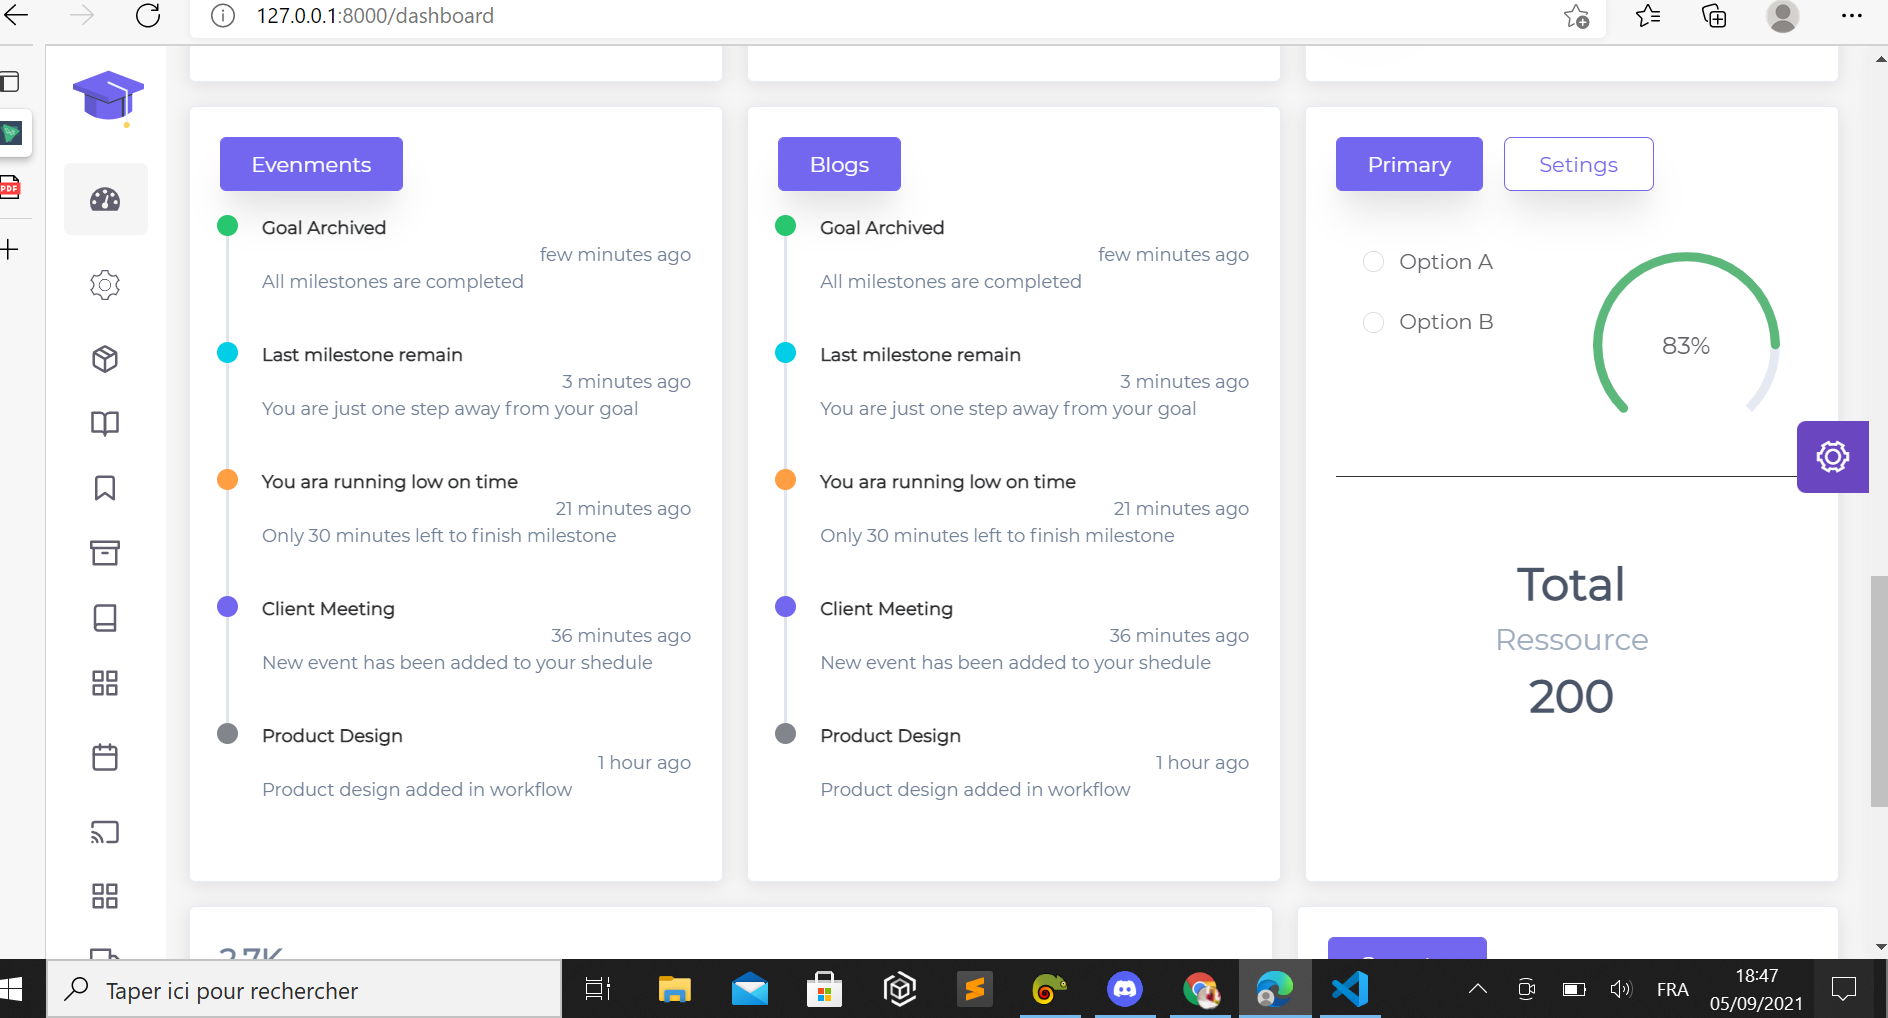 127.0.0.1:8000/dashboard
PDF
Evenments
Goal Archived
few minutes ago
All milestones are completed
Last milestone remain
3 minutes ago
You are just one step away from your goal
You ara running low on time
21 minutes ago
Only 30 minutes left to finish milestone
Client Meeting
36 minutes ago
New event has been added to your shedule
Product Design
1 hour ago
Product design added in workflow
Blogs
Goal Archived
few minutes ago
All milestones are completed
Last milestone remain
3 minutes ago
You are just one step away from your goal
You ara running low on time
21 minutes ago
Only 30 minutes left to finish milestone
Client Meeting
36 minutes ago
New event has been added to your shedule
Product Design
1 hour ago
Product design added in workflow
Primary
Setings
Option A
Option B
83%
Total
Ressource
200
2.7K
Taper ici pour rechercher
FRA
18:47
05/09/2021